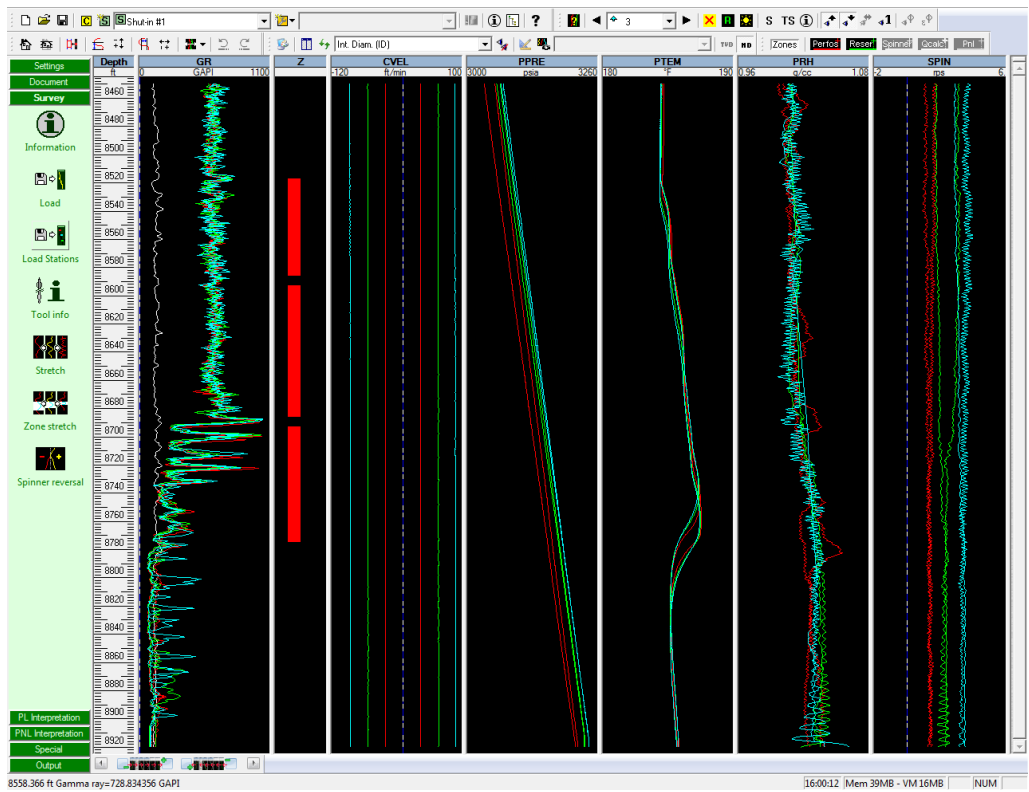 C S S Shut-in #1 ? ? 3 X R S TS 1
Int. Diam. (ID) TVD MD Zones Perfos Reser Spinne Qcalc Pnl
Settings
Document
Survey
Information
Load
Load Stations
Tool info
Stretch
Zone stretch
Spinner reversal
PL Interpretation
PNL Interpretation
Special
Output
Depth GR Z CVEL PPRE PTEM PRH SPIN
ft 0 GAPI 1100 -120 ft/min 100 3000 psia 3260 180 °F 190 0.96 g/cc 1.08 -2 rps 6.
8460
8480
8500
8520
8540
8560
8580
8600
8620
8640
8660
8680
8700
8720
8740
8760
8780
8800
8820
8840
8860
8880
8900
8920
8558.366 ft Gamma ray=728.834356 GAPI 16:00:12 Mem 39MB - VM 16MB NUM